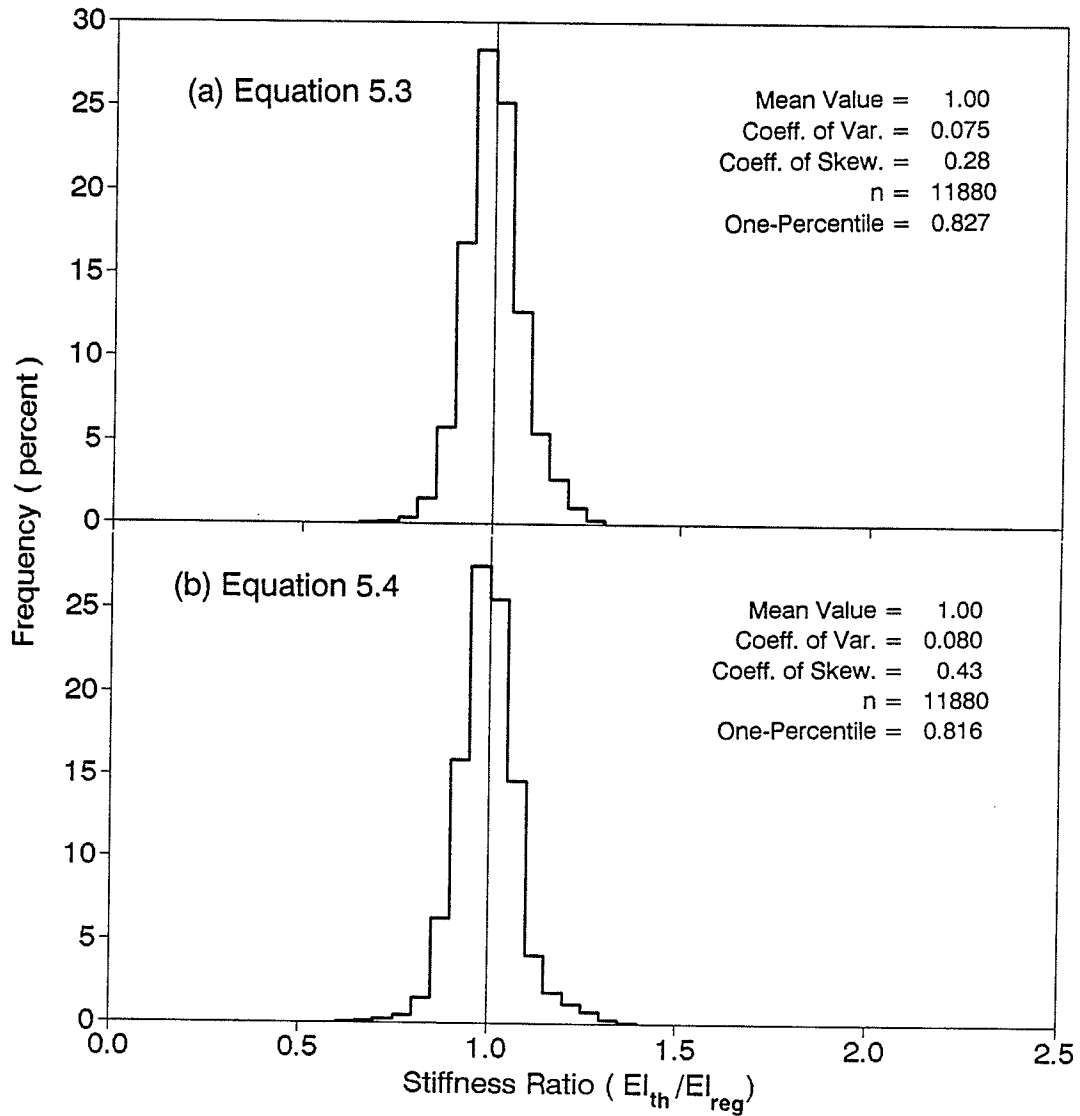 30
25
20
15
10
5
0
(a) Equation 5.3
Mean Value = 1.00
Coeff. of Var. = 0.075
Coeff. of Skew. = 0.28
n = 11880
One-Percentile = 0.827
Frequency ( percent )
25
20
15
10
5
0
(b) Equation 5.4
Mean Value = 1.00
Coeff. of Var. = 0.080
Coeff. of Skew. = 0.43
n = 11880
One-Percentile = 0.816
0.0 0.5 1.0 1.5 2.0 2.5
Stiffness Ratio ( EI_th /EI_reg )